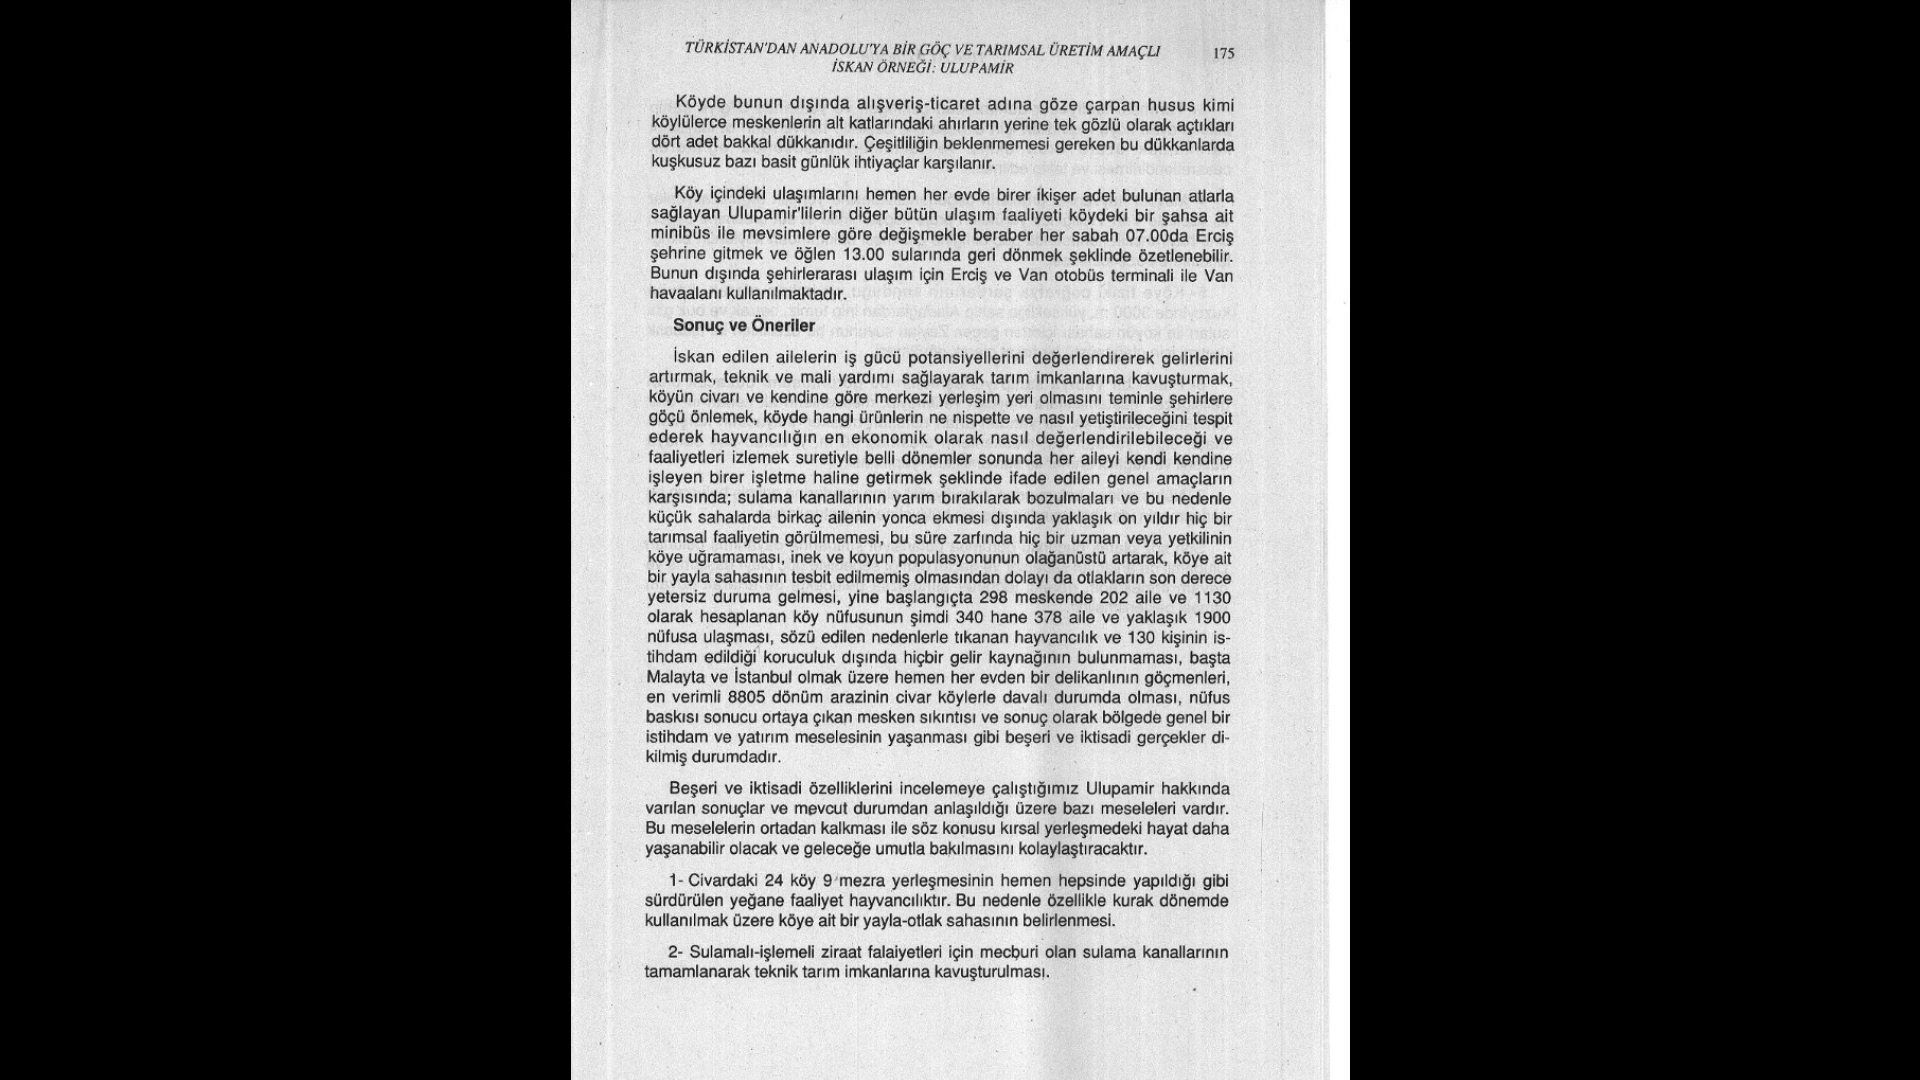 TÜRKİSTAN'DAN ANADOLU'YA BİR GÖÇ VE TARIMSAL ÜRETİM AMAÇLI
İSKAN ÖRNEĞİ: ULUPAMİR
175
Köyde bunun dışında alışveriş-ticaret adına göze çarpan husus kimi
köylülerce meskenlerin alt katlarındaki ahırların yerine tek gözlü olarak açtıkları
dört adet bakkal dükkanıdır. Çeşitliliğin beklenmemesi gereken bu dükkanlarda
kuşkusuz bazı basit günlük ihtiyaçlar karşılanır.
Köy içindeki ulaşımlarını hemen her evde birer ikişer adet bulunan atlarla
sağlayan Ulupamir'lilerin diğer bütün ulaşım faaliyeti köydeki bir şahsa ait
minibüs ile mevsimlere göre değişmekle beraber her sabah 07.00da Erciş
şehrine gitmek ve öğlen 13.00 sularında geri dönmek şeklinde özetlenebilir.
Bunun dışında şehirlerarası ulaşım için Erciş ve Van otobüs terminali ile Van
havaalanı kullanılmaktadır.
Sonuç ve Öneriler
İskan edilen ailelerin iş gücü potansiyellerini değerlendirerek gelirlerini
artırmak, teknik ve mali yardımı sağlayarak tarım imkanlarına kavuşturmak,
köyün civarı ve kendine göre merkezi yerleşim yeri olmasını teminle şehirlere
göçü önlemek, köyde hangi ürünlerin ne nispette ve nasıl yetiştirileceğini tespit
ederek hayvancılığın en ekonomik olarak nasıl değerlendirilebileceği ve
faaliyetleri izlemek suretiyle belli dönemler sonunda her aileyi kendi kendine
işleyen birer işletme haline getirmek şeklinde ifade edilen genel amaçların
karşısında; sulama kanallarının yarım bırakılarak bozulmaları ve bu nedenle
küçük sahalarda birkaç ailenin yonca ekmesi dışında yaklaşık on yıldır hiç bir
tarımsal faaliyetin görülmemesi, bu süre zarfında hiç bir uzman veya yetkilinin
köye uğramaması, inek ve koyun populasyonunun olağanüstü artarak, köye ait
bir yayla sahasının tesbit edilmemiş olmasından dolayı da otlakların son derece
yetersiz duruma gelmesi, yine başlangıçta 298 meskende 202 aile ve 1130
olarak hesaplanan köy nüfusunun şimdi 340 hane 378 aile ve yaklaşık 1900
nüfusa ulaşması, sözü edilen nedenlerle tıkanan hayvancılık ve 130 kişinin is-
tihdam edildiği koruculuk dışında hiçbir gelir kaynağının bulunmaması, başta
Malayta ve İstanbul olmak üzere hemen her evden bir delikanlının göçmenleri,
en verimli 8805 dönüm arazinin civar köylerle davalı durumda olması, nüfus
baskısı sonucu ortaya çıkan mesken sıkıntısı ve sonuç olarak bölgede genel bir
istihdam ve yatırım meselesinin yaşanması gibi beşeri ve iktisadi gerçekler di-
kilmiş durumdadır.
Beşeri ve iktisadi özelliklerini incelemeye çalıştığımız Ulupamir hakkında
varılan sonuçlar ve mevcut durumdan anlaşıldığı üzere bazı meseleleri vardır.
Bu meselelerin ortadan kalkması ile söz konusu kırsal yerleşmedeki hayat daha
yaşanabilir olacak ve geleceğe umutla bakılmasını kolaylaştıracaktır.
1- Civardaki 24 köy 9 mezra yerleşmesinin hemen hepsinde yapıldığı gibi
sürdürülen yeğane faaliyet hayvancılıktır. Bu nedenle özellikle kurak dönemde
kullanılmak üzere köye ait bir yayla-otlak sahasının belirlenmesi.
2- Sulamalı-işlemeli ziraat falaiyetleri için mecburi olan sulama kanallarının
tamamlanarak teknik tarım imkanlarına kavuşturulması.